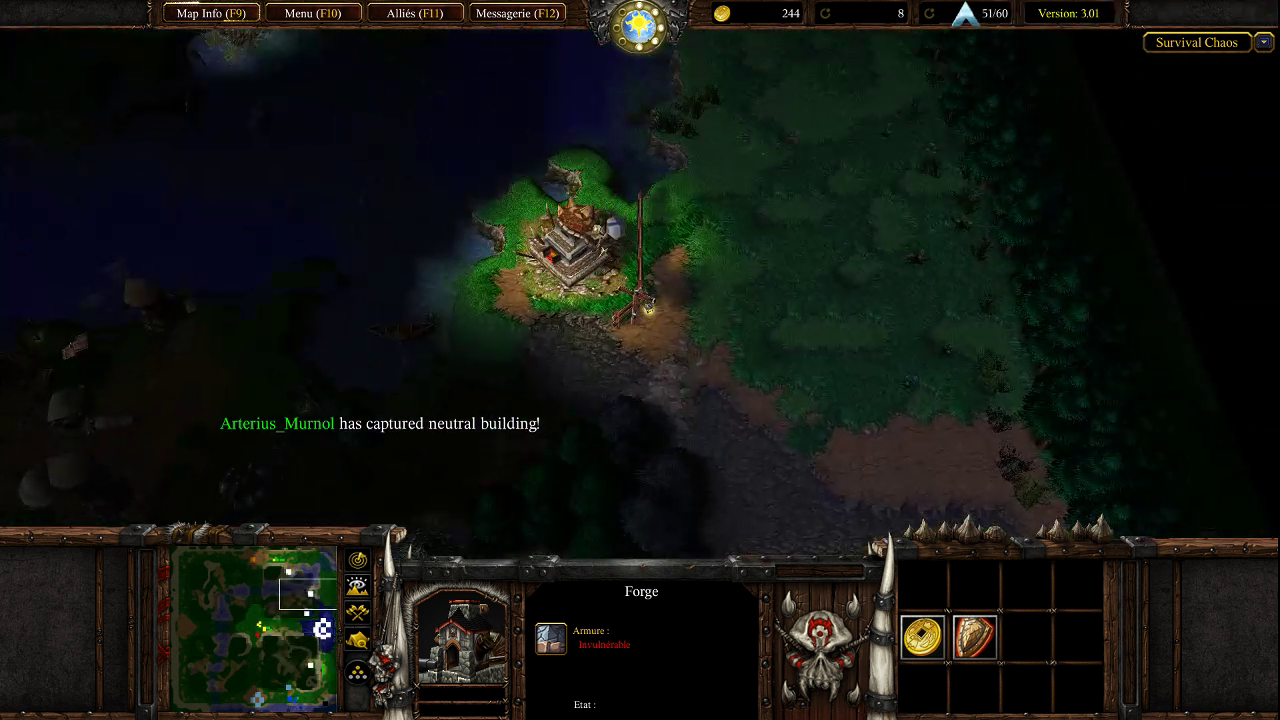 Map Info (F9)
Menu (F10)
Alliés (F11)
Messagerie (F12)
244
8
51/60
Version: 3.01
Survival Chaos
Arterius_Murnol has captured neutral building!
Forge
Armure :
Invulnérable
Etat :